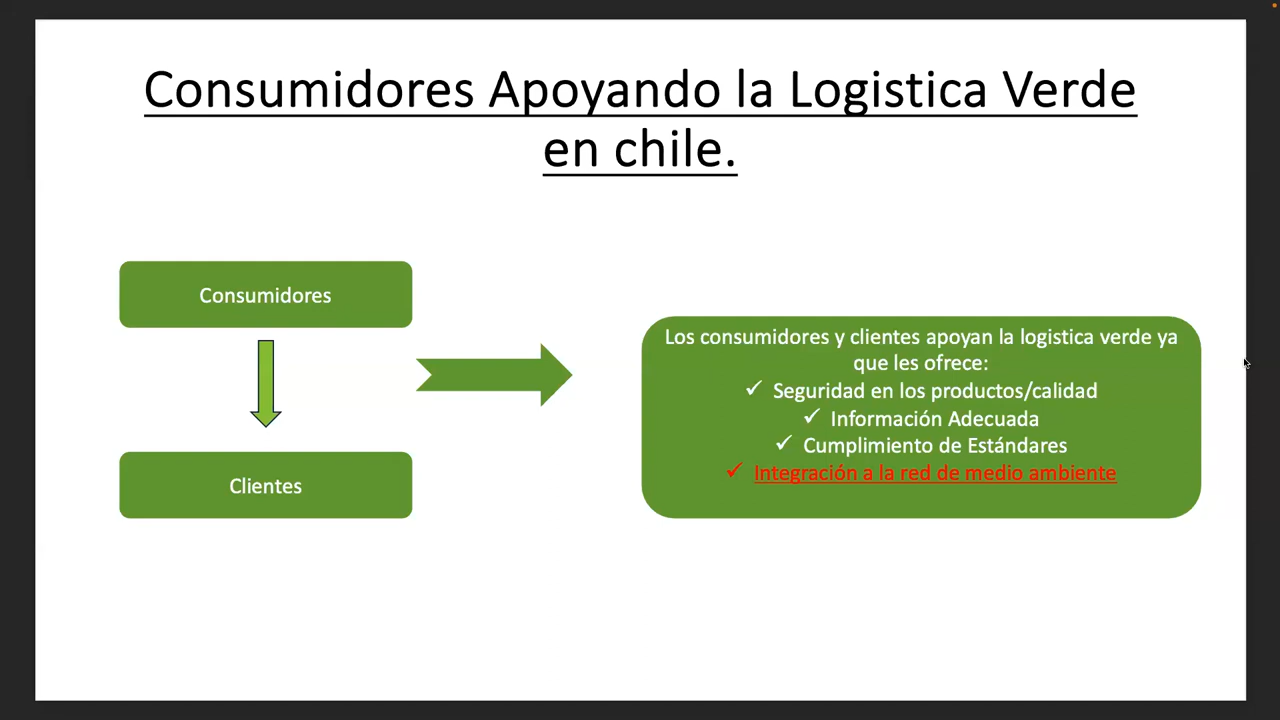 Consumidores Apoyando la Logistica Verde
en chile.
Consumidores
Clientes
Los consumidores y clientes apoyan la logistica verde ya
que les ofrece:
✓ Seguridad en los productos/calidad
✓ Información Adecuada
✓ Cumplimiento de Estándares
✓ Integración a la red de medio ambiente